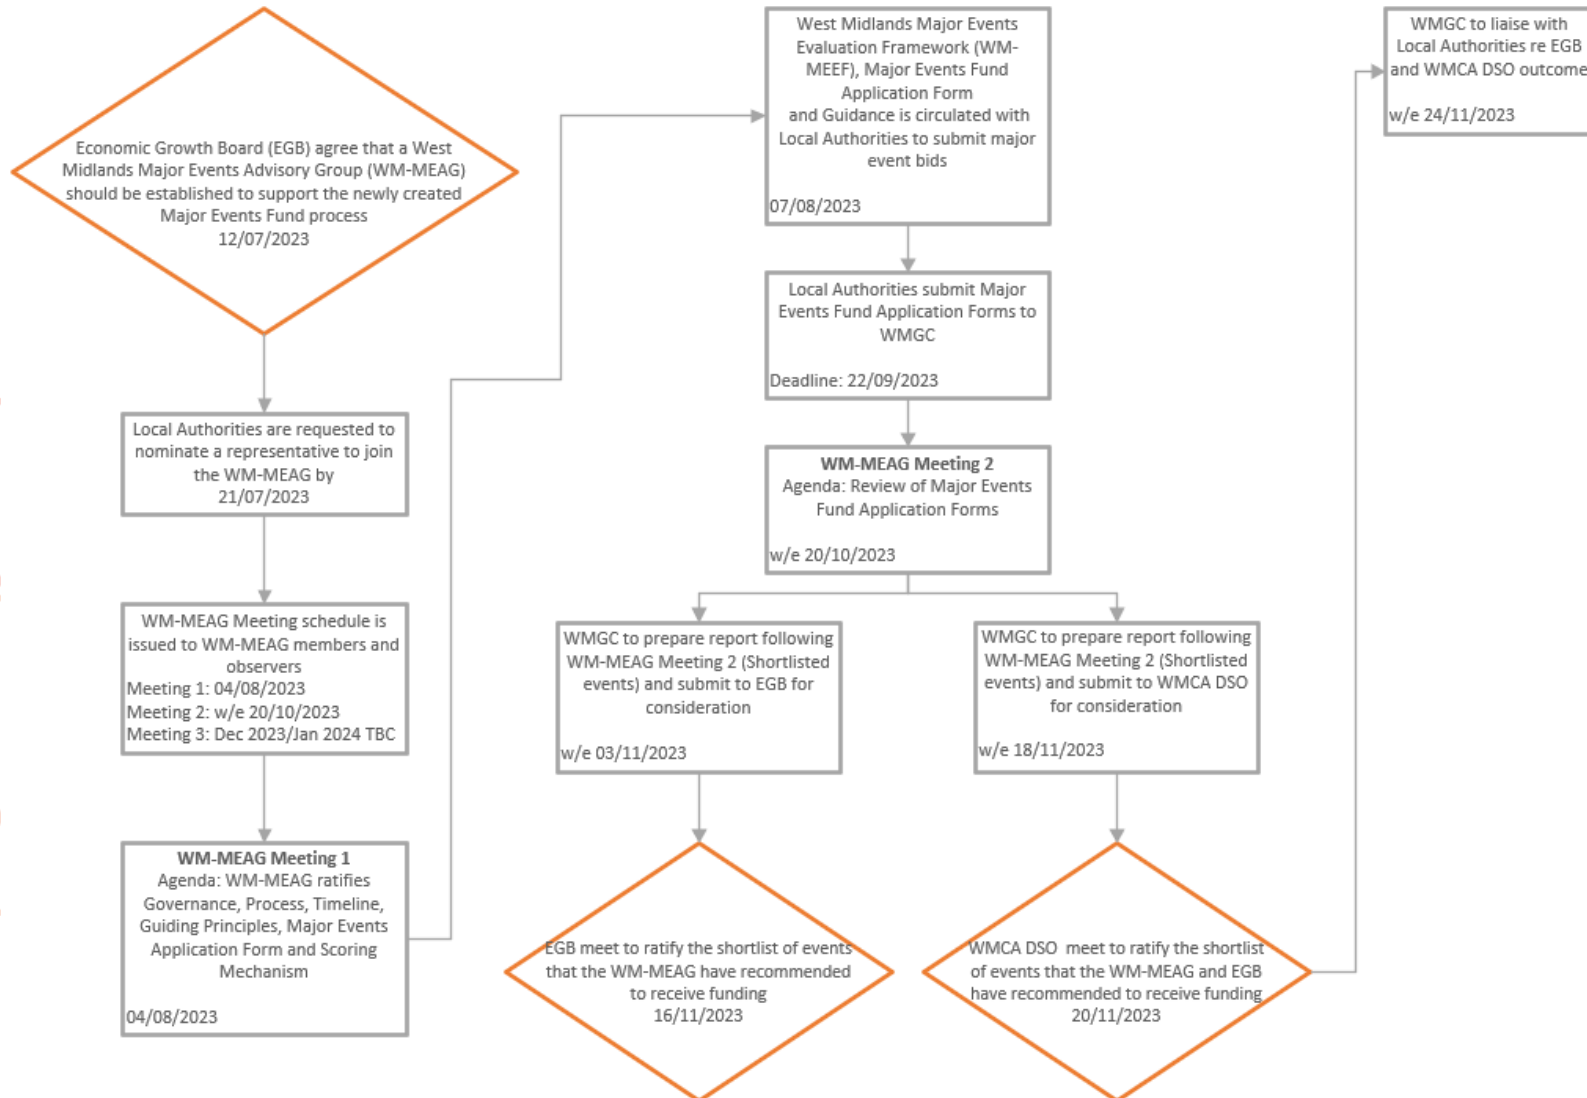 Economic Growth Board (EGB) agree that a West
Midlands Major Events Advisory Group (WM-MEAG)
should be established to support the newly created
Major Events Fund process
12/07/2023
Local Authorities are requested to
nominate a representative to join
the WM-MEAG by
21/07/2023
WM-MEAG Meeting schedule is
issued to WM-MEAG members and
observers
Meeting 1: 04/08/2023
Meeting 2: w/e 20/10/2023
Meeting 3: Dec 2023/Jan 2024 TBC
WM-MEAG Meeting 1
Agenda: WM-MEAG ratifies
Governance, Process, Timeline,
Guiding Principles, Major Events
Application Form and Scoring
Mechanism
04/08/2023
West Midlands Major Events
Evaluation Framework (WM-
MEEF), Major Events Fund
Application Form
and Guidance is circulated with
Local Authorities to submit major
event bids
07/08/2023
Local Authorities submit Major
Events Fund Application Forms to
WMGC
Deadline: 22/09/2023
WM-MEAG Meeting 2
Agenda: Review of Major Events
Fund Application Forms
w/e 20/10/2023
WMGC to prepare report following
WM-MEAG Meeting 2 (Shortlisted
events) and submit to EGB for
consideration
w/e 03/11/2023
EGB meet to ratify the shortlist of events
that the WM-MEAG have recommended
to receive funding
16/11/2023
WMGC to prepare report following
WM-MEAG Meeting 2 (Shortlisted
events) and submit to WMCA DSO
for consideration
w/e 18/11/2023
WMCA DSO meet to ratify the shortlist
of events that the WM-MEAG and EGB
have recommended to receive funding
20/11/2023
WMGC to liaise with
Local Authorities re EGB
and WMCA DSO outcome
w/e 24/11/2023